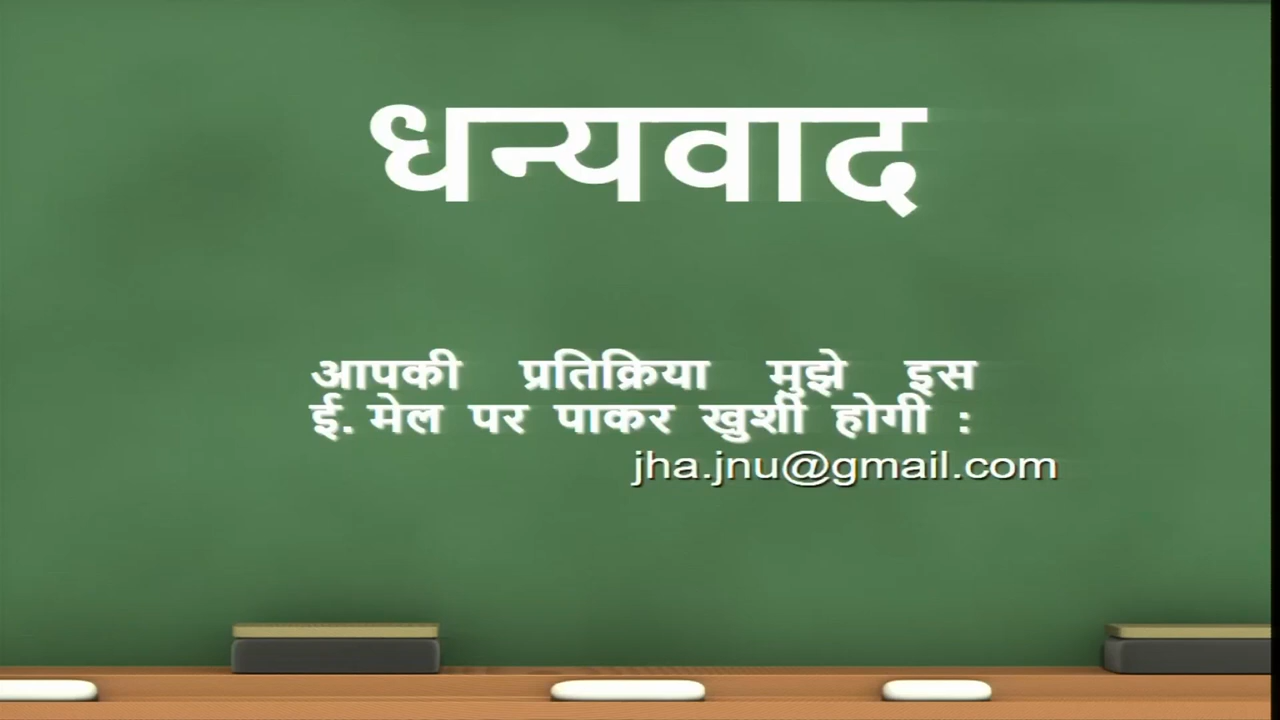 धन्यवाद
आपकी प्रतिक्रिया मुझे इस
ई. मेल पर पाकर खुशी होगी :
jha.jnu@gmail.com